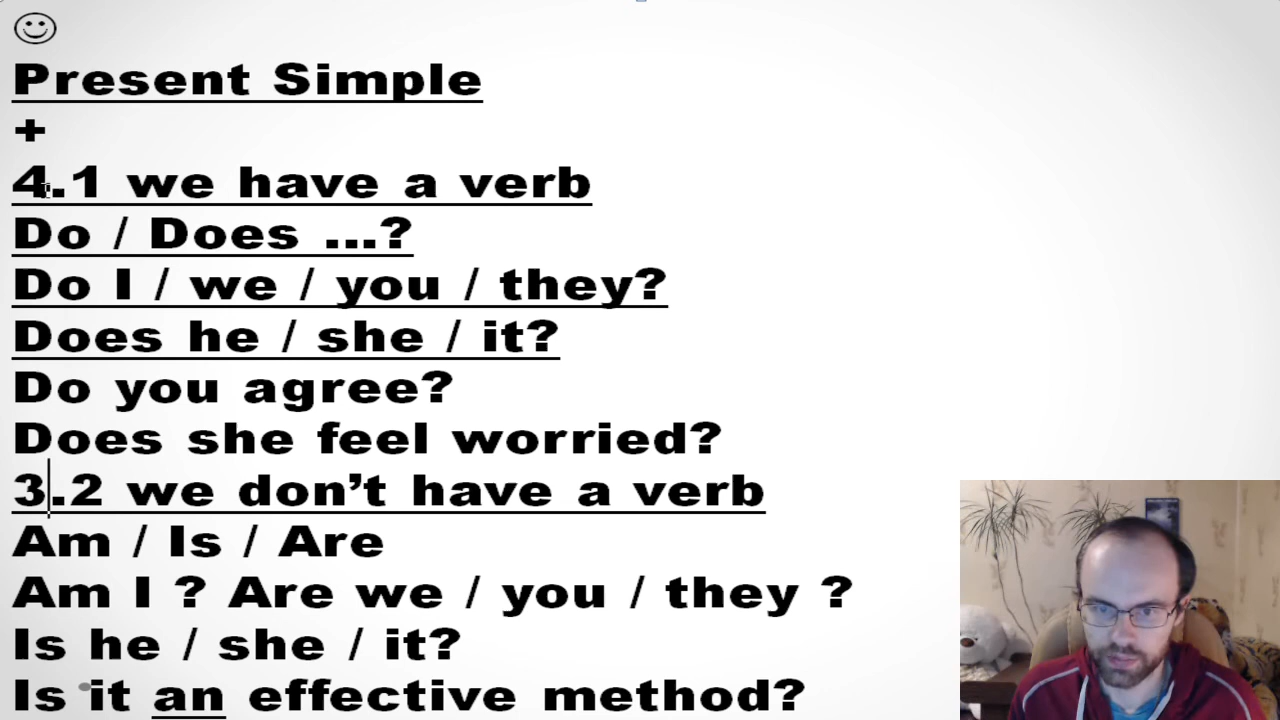 Present Simple
+
4.1 we have a verb
Do / Does ...?
Do I / we / you / they?
Does he / she / it?
Do you agree?
Does she feel worried?
3.2 we don’t have a verb
Am / Is / Are
Am I ? Are we / you / they ?
Is he / she / it?
Is it an effective method?